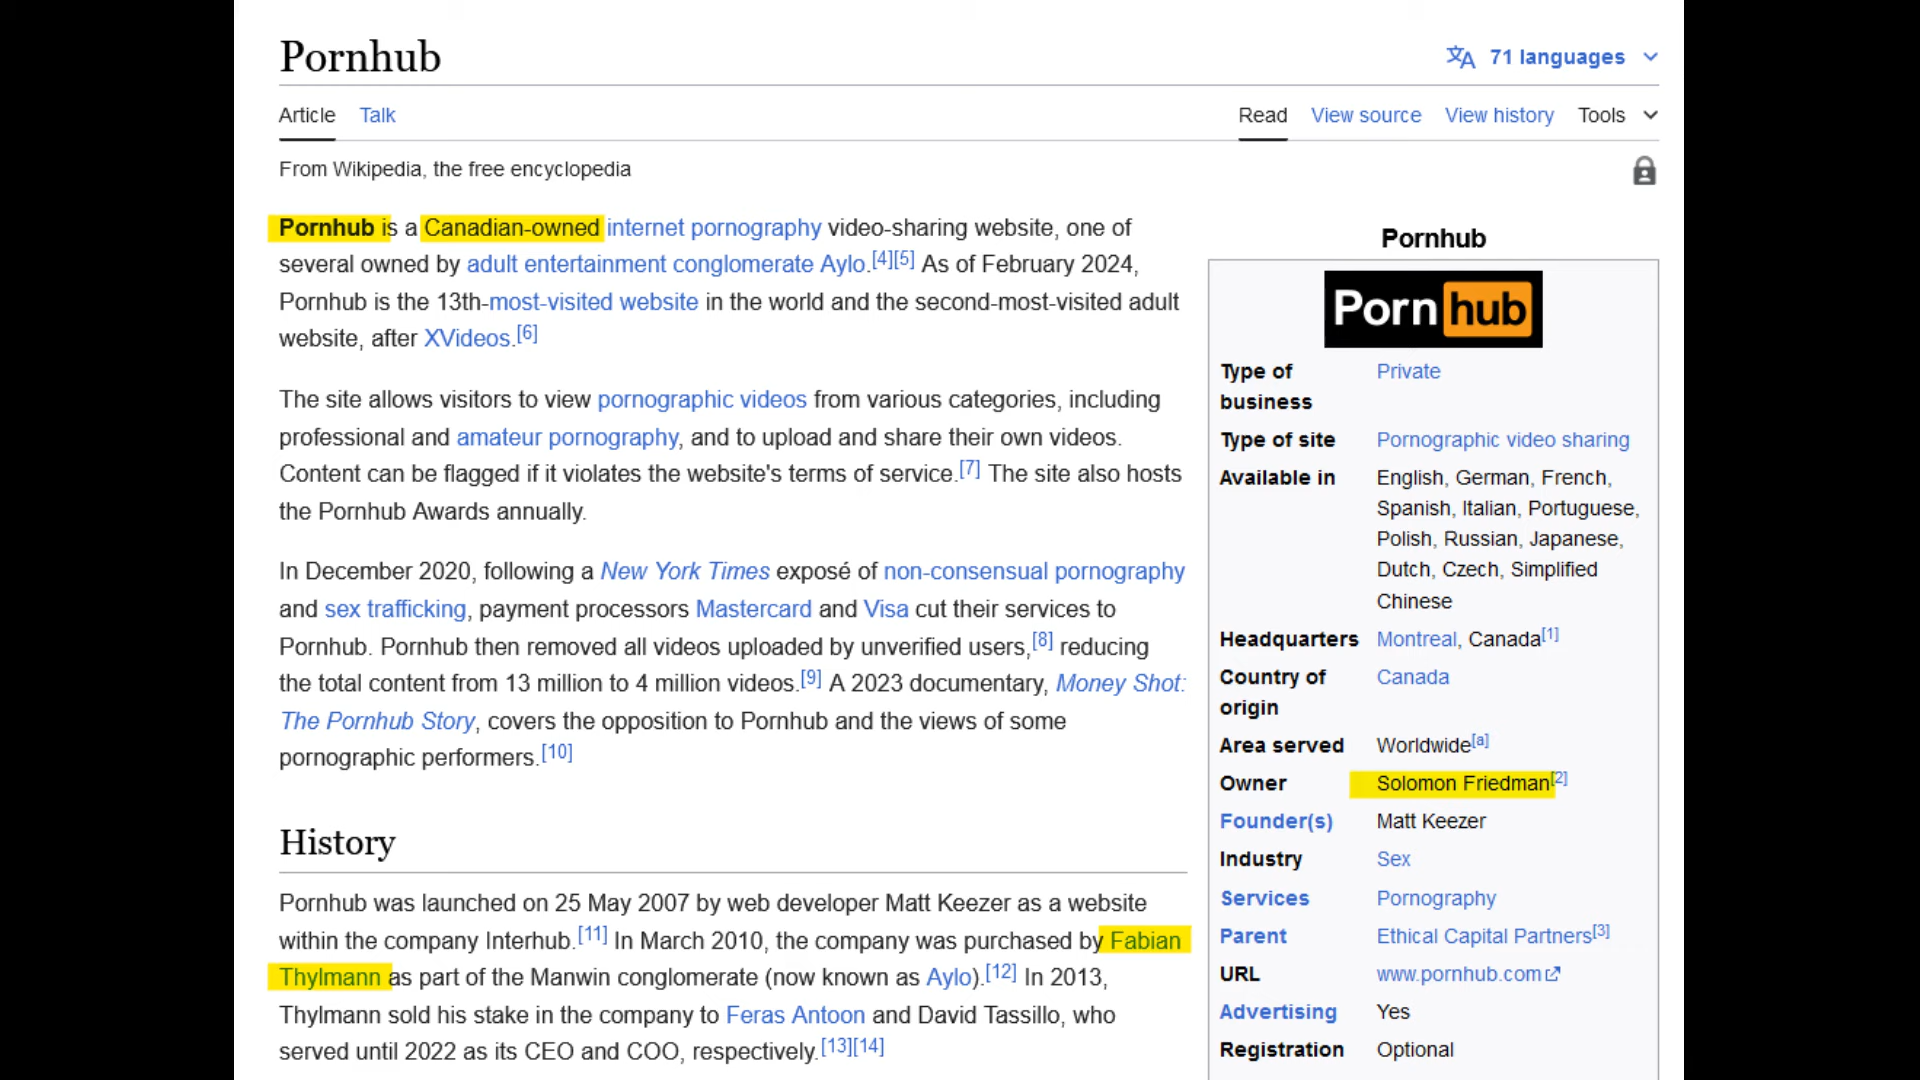 Pornhub
71 languages
Article Talk Read View source View history Tools
From Wikipedia, the free encyclopedia
Pornhub is a Canadian-owned internet pornography video-sharing website, one of
several owned by adult entertainment conglomerate Aylo.[4][5] As of February 2024,
Pornhub is the 13th-most-visited website in the world and the second-most-visited adult
website, after XVideos.[6]
The site allows visitors to view pornographic videos from various categories, including
professional and amateur pornography, and to upload and share their own videos.
Content can be flagged if it violates the website's terms of service.[7] The site also hosts
the Pornhub Awards annually.
In December 2020, following a New York Times exposé of non-consensual pornography
and sex trafficking, payment processors Mastercard and Visa cut their services to
Pornhub. Pornhub then removed all videos uploaded by unverified users,[8] reducing
the total content from 13 million to 4 million videos.[9] A 2023 documentary, Money Shot:
The Pornhub Story, covers the opposition to Pornhub and the views of some
pornographic performers.[10]
History
Pornhub was launched on 25 May 2007 by web developer Matt Keezer as a website
within the company Interhub.[11] In March 2010, the company was purchased by Fabian
Thylmann as part of the Manwin conglomerate (now known as Aylo).[12] In 2013,
Thylmann sold his stake in the company to Feras Antoon and David Tassillo, who
served until 2022 as its CEO and COO, respectively.[13][14]
Pornhub
Porn hub
Type of Private
business
Type of site Pornographic video sharing
Available in English, German, French,
Spanish, Italian, Portuguese,
Polish, Russian, Japanese,
Dutch, Czech, Simplified
Chinese
Headquarters Montreal, Canada[1]
Country of Canada
origin
Area served Worldwide[a]
Owner Solomon Friedman[2]
Founder(s) Matt Keezer
Industry Sex
Services Pornography
Parent Ethical Capital Partners[3]
URL www.pornhub.com
Advertising Yes
Registration Optional